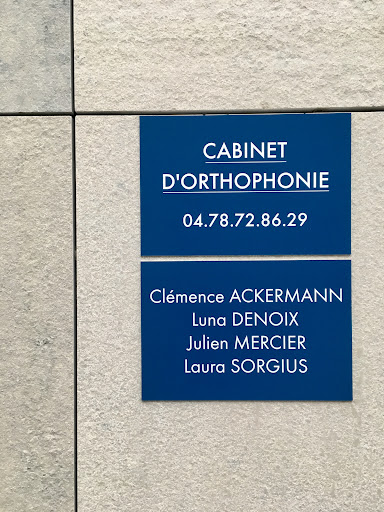 CABINET
D'ORTHOPHONIE
04.78.72.86.29
Clémence ACKERMANN
Luna DENOIX
Julien MERCIER
Laura SORGIUS